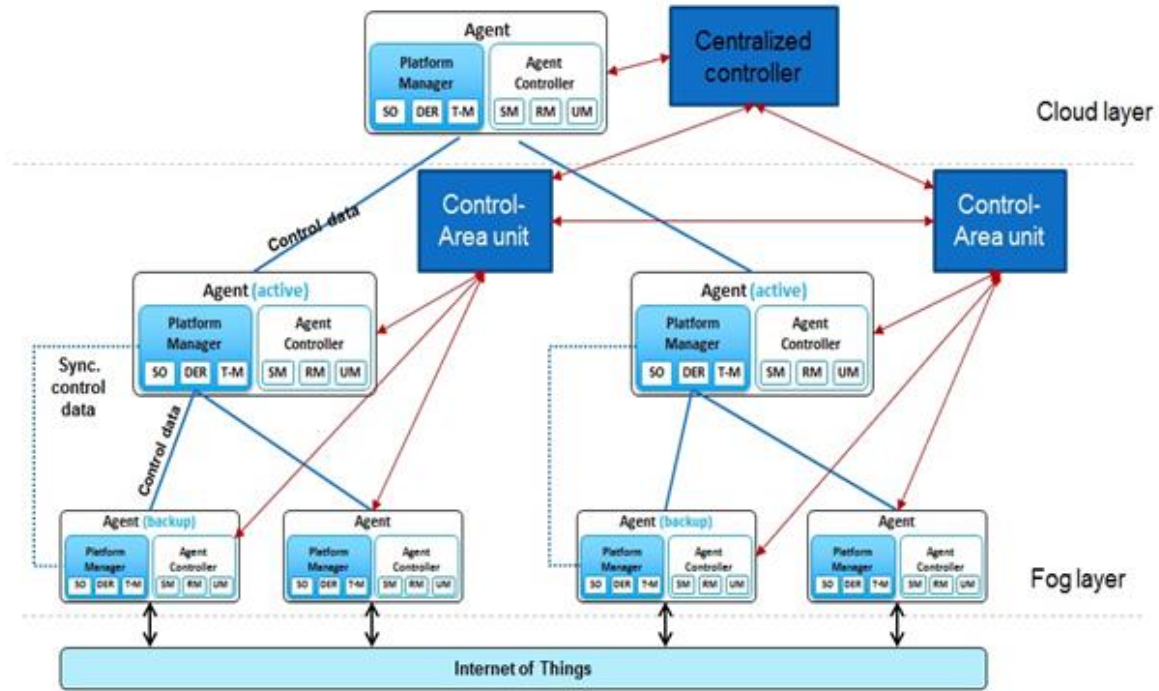 Agent
Platform
Manager
SO DER T-M
Agent
Controller
SM RM UM
Centralized
controller
Cloud layer
Control-
Area unit
Control-
Area unit
Control data
Agent (active)
Platform
Manager
SO DER T-M
Agent
Controller
SM RM UM
Agent (active)
Platform
Manager
SO DER T-M
Agent
Controller
SM RM UM
Sync.
control
data
Control data
Agent (backup)
Platform
Manager
SO DER T-M
Agent
Controller
SM RM UM
Agent
Platform
Manager
SO DER T-M
Agent
Controller
SM RM UM
Agent (backup)
Platform
Manager
SO DER T-M
Agent
Controller
SM RM UM
Agent
Platform
Manager
SO DER T-M
Agent
Controller
SM RM UM
Fog layer
Internet of Things